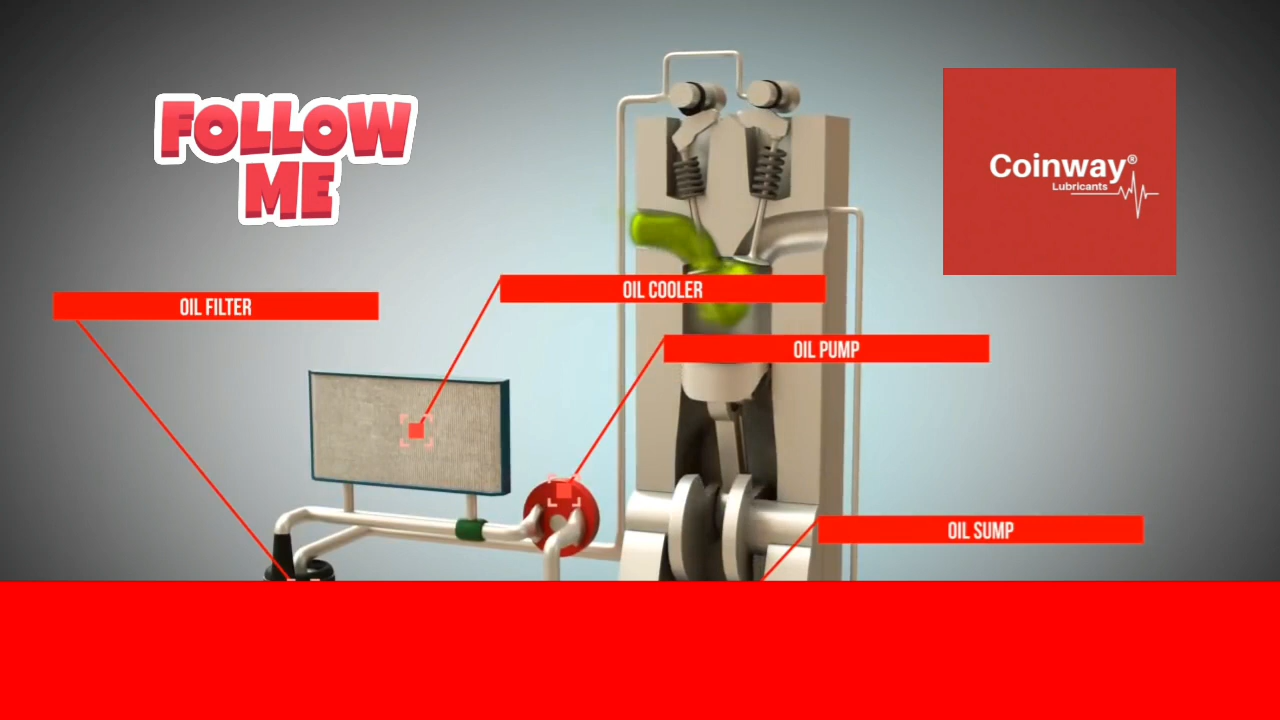 FOLLOW
ME
Coinway®
Lubricants
OIL FILTER
OIL COOLER
OIL PUMP
OIL SUMP